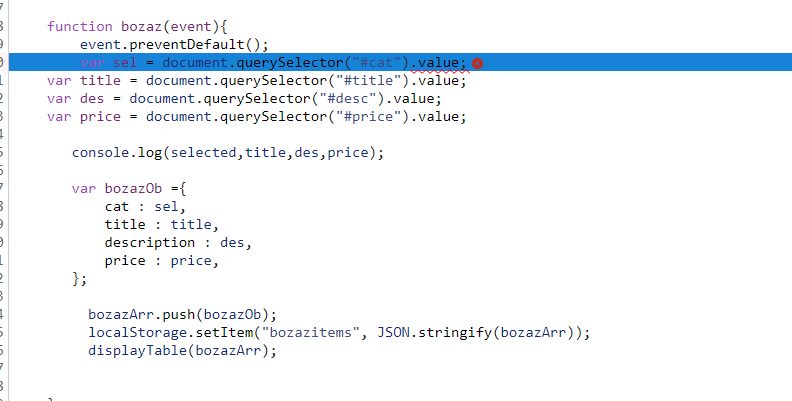 function bozaz(event){
event.preventDefault();
var sel = document.querySelector("#cat").value;
var title = document.querySelector("#title").value;
var des = document.querySelector("#desc").value;
var price = document.querySelector("#price").value;
console.log(selected,title,des,price);
var bozazOb ={
cat : sel,
title : title,
description : des,
price : price,
};
bozazArr.push(bozazOb);
localStorage.setItem("bozazitems", JSON.stringify(bozazArr));
displayTable(bozazArr);